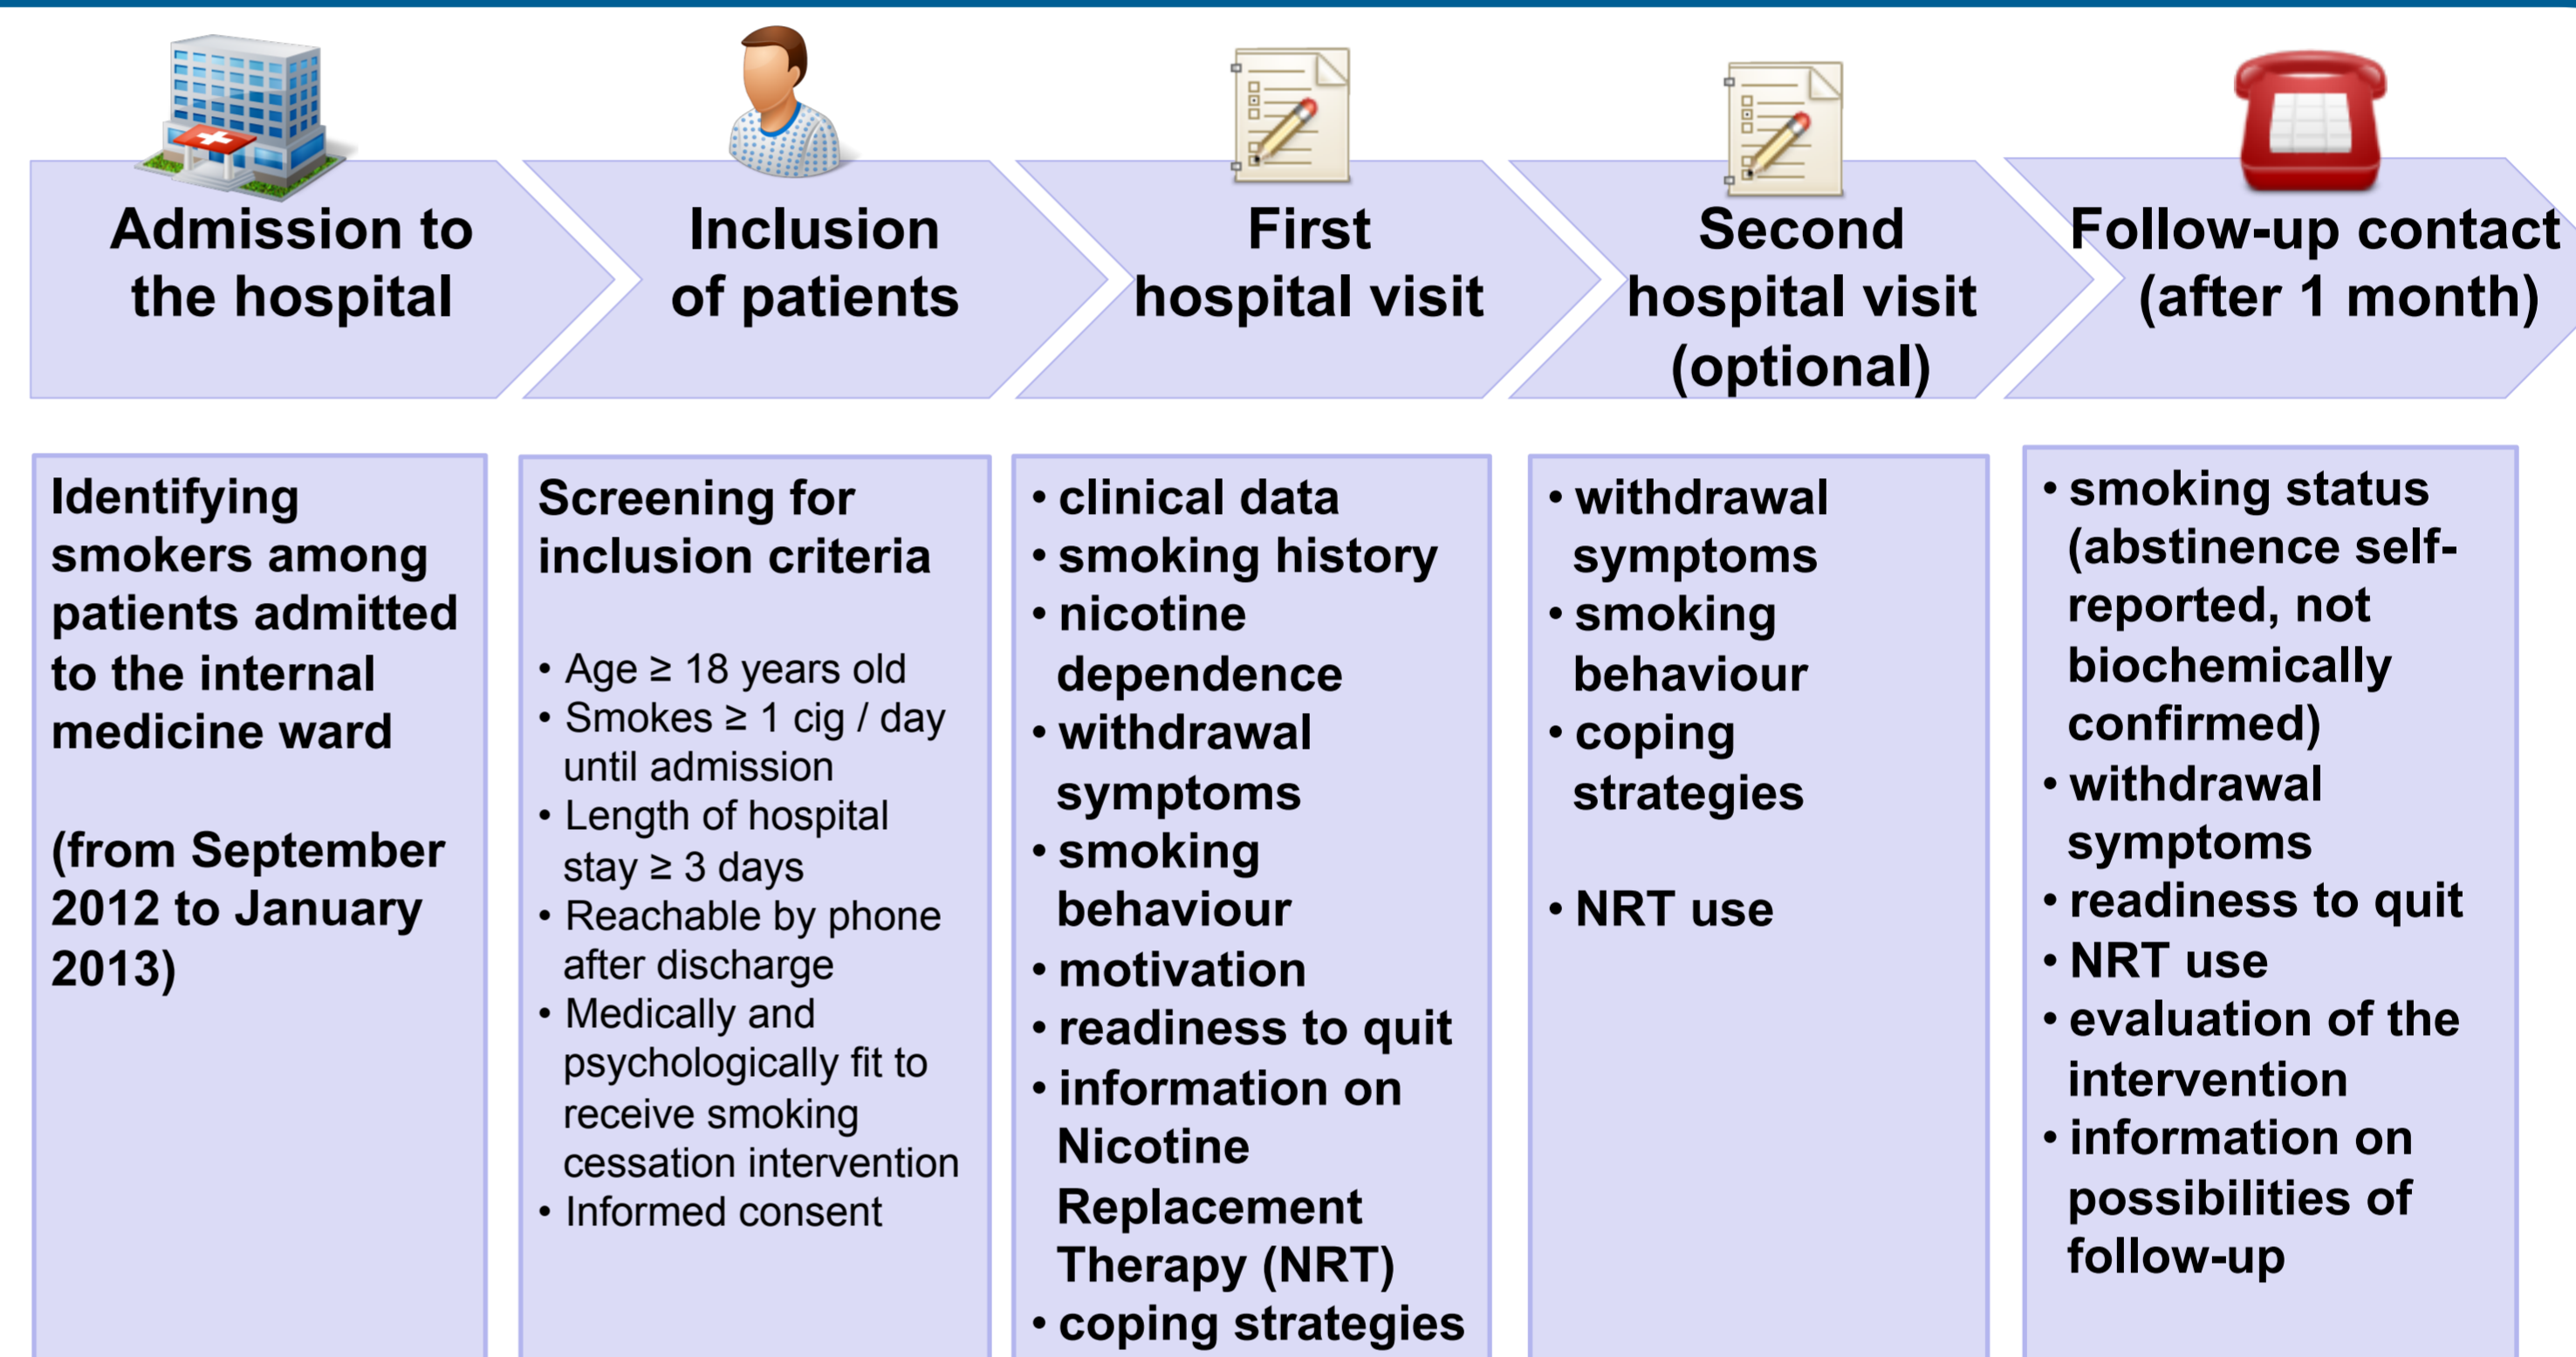 Admission to
the hospital
Inclusion
of patients
First
hospital visit
Second
hospital visit
(optional)
Follow-up contact
(after 1 month)
Identifying
smokers among
patients admitted
to the internal
medicine ward
(from September
2012 to January
2013)
Screening for
inclusion criteria
• Age ≥ 18 years old
• Smokes ≥ 1 cig / day
until admission
• Length of hospital
stay ≥ 3 days
• Reachable by phone
after discharge
• Medically and
psychologically fit to
receive smoking
cessation intervention
• Informed consent
• clinical data
• smoking history
• nicotine
dependence
• withdrawal
symptoms
• smoking
behaviour
• motivation
• readiness to quit
• information on
Nicotine
Replacement
Therapy (NRT)
• coping strategies
• withdrawal
symptoms
• smoking
behaviour
• coping
strategies
• NRT use
• smoking status
(abstinence self-
reported, not
biochemically
confirmed)
• withdrawal
symptoms
• readiness to quit
• NRT use
• evaluation of the
intervention
• information on
possibilities of
follow-up